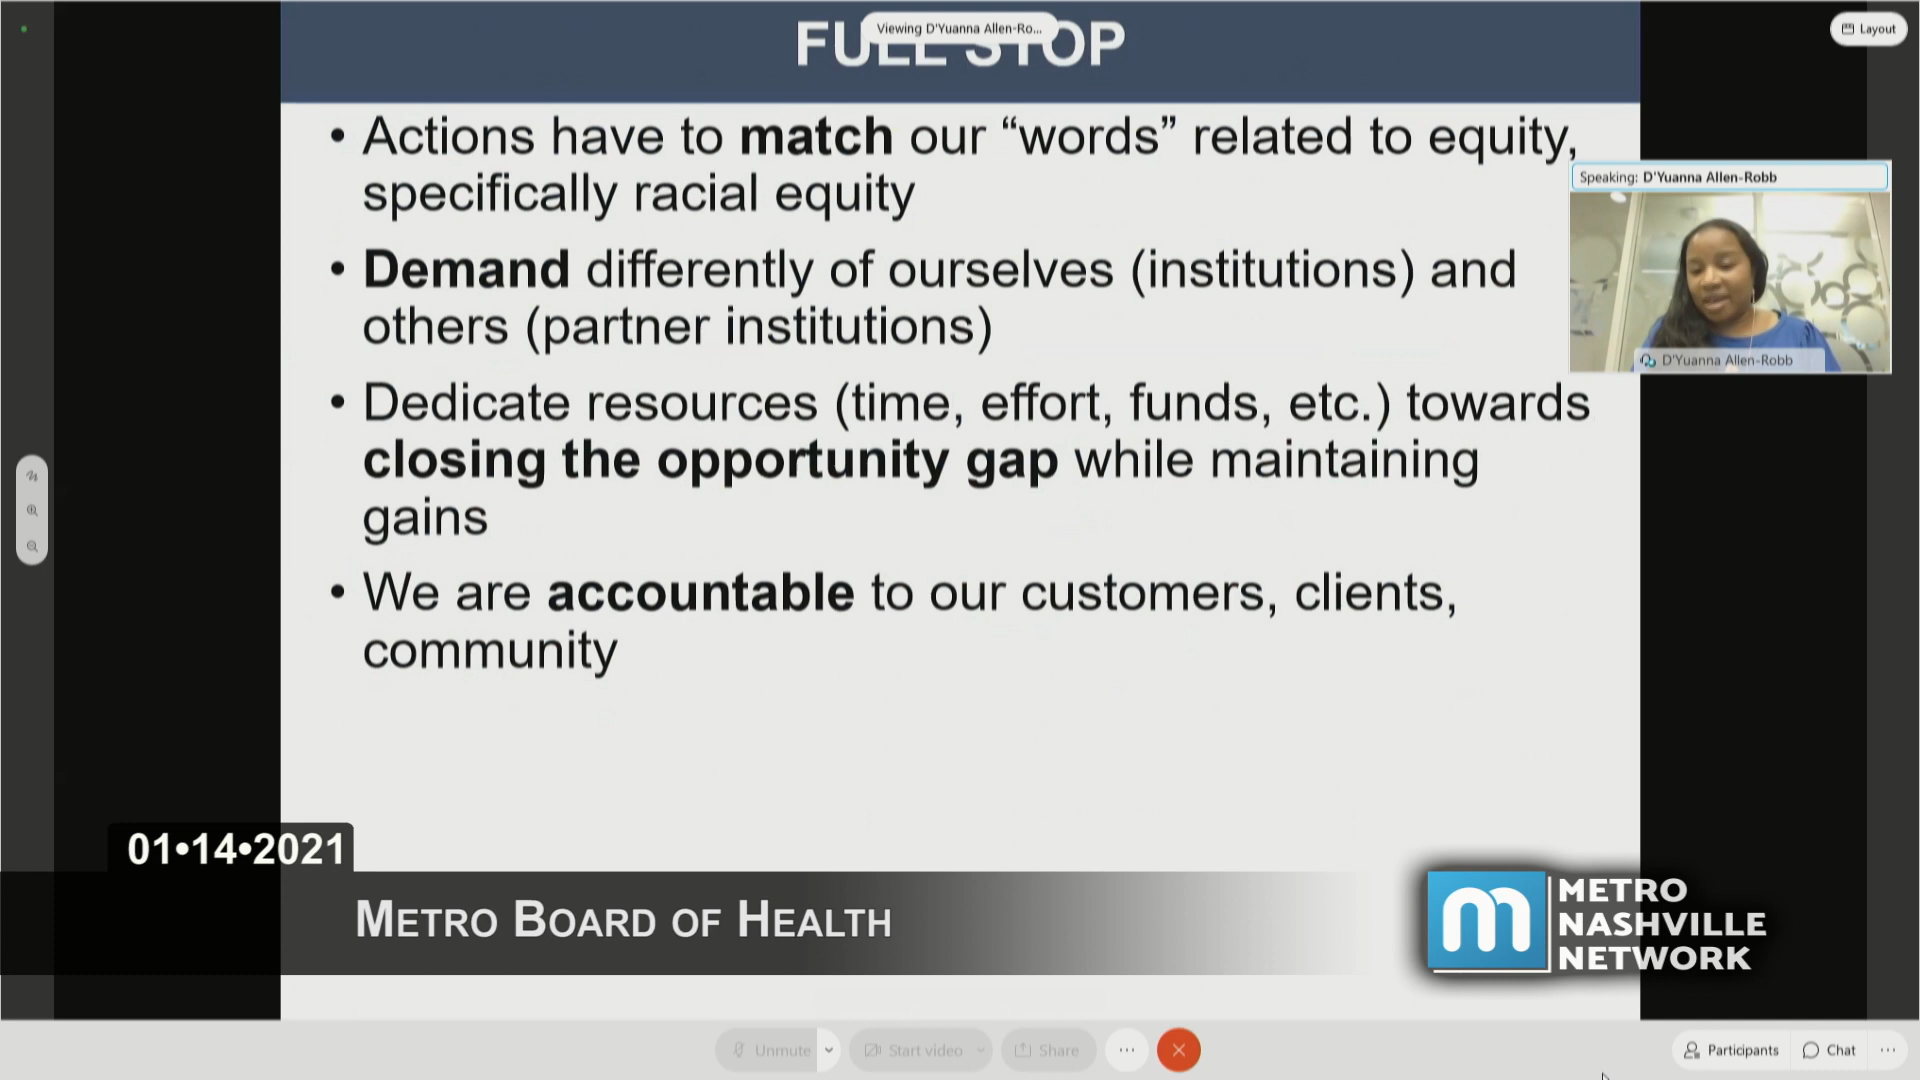 Viewing D'Yuanna Allen-Ro...
Layout
FULL STOP
• Actions have to match our “words” related to equity,
specifically racial equity
Speaking: D'Yuanna Allen-Robb
• Demand differently of ourselves (institutions) and
others (partner institutions)
D'Yuanna Allen-Robb
• Dedicate resources (time, effort, funds, etc.) towards
closing the opportunity gap while maintaining
gains
• We are accountable to our customers, clients,
community
01•14•2021
METRO BOARD OF HEALTH
m METRO
NASHVILLE
NETWORK
Unmute
Start video
Share
Participants
Chat